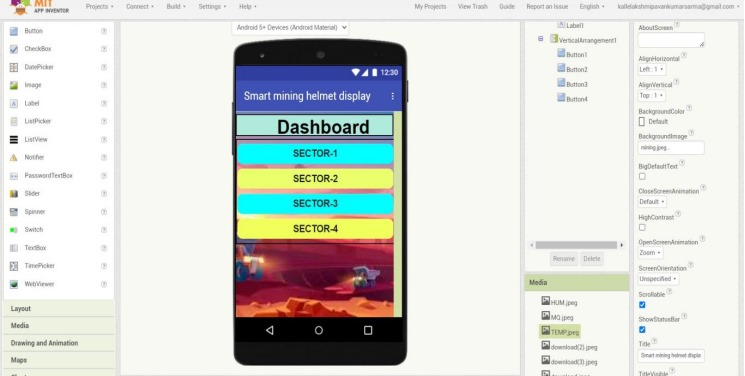 MIT
APP INVENTOR
Projects
Connect
Build
Settings
Help
My Projects
View Trash
Guide
Report an Issue
English
kallelakshmipavankumarsarma@gmail.com
Button
CheckBox
DatePicker
Image
Label
ListPicker
ListView
Notifier
PasswordTextBox
Slider
Spinner
Switch
TextBox
TimePicker
WebViewer
Layout
Media
Drawing and Animation
Maps
Android 5+ Devices (Android Material)
12:30
Smart mining helmet display
Dashboard
SECTOR-1
SECTOR-2
SECTOR-3
SECTOR-4
Label1
VerticalArrangement1
Button1
Button2
Button3
Button4
Rename
Delete
Media
HUM.jpeg
MQ.jpeg
TEMP.jpeg
download(2).jpeg
download(3).jpeg
AboutScreen
AlignHorizontal
Left : 1
AlignVertical
Top : 1
BackgroundColor
Default
BackgroundImage
mining.jpeg...
BigDefaultText
CloseScreenAnimation
Default
HighContrast
OpenScreenAnimation
Zoom
ScreenOrientation
Unspecified
Scrollable
ShowStatusBar
Title
Smart mining helmet displa
TitleVisible